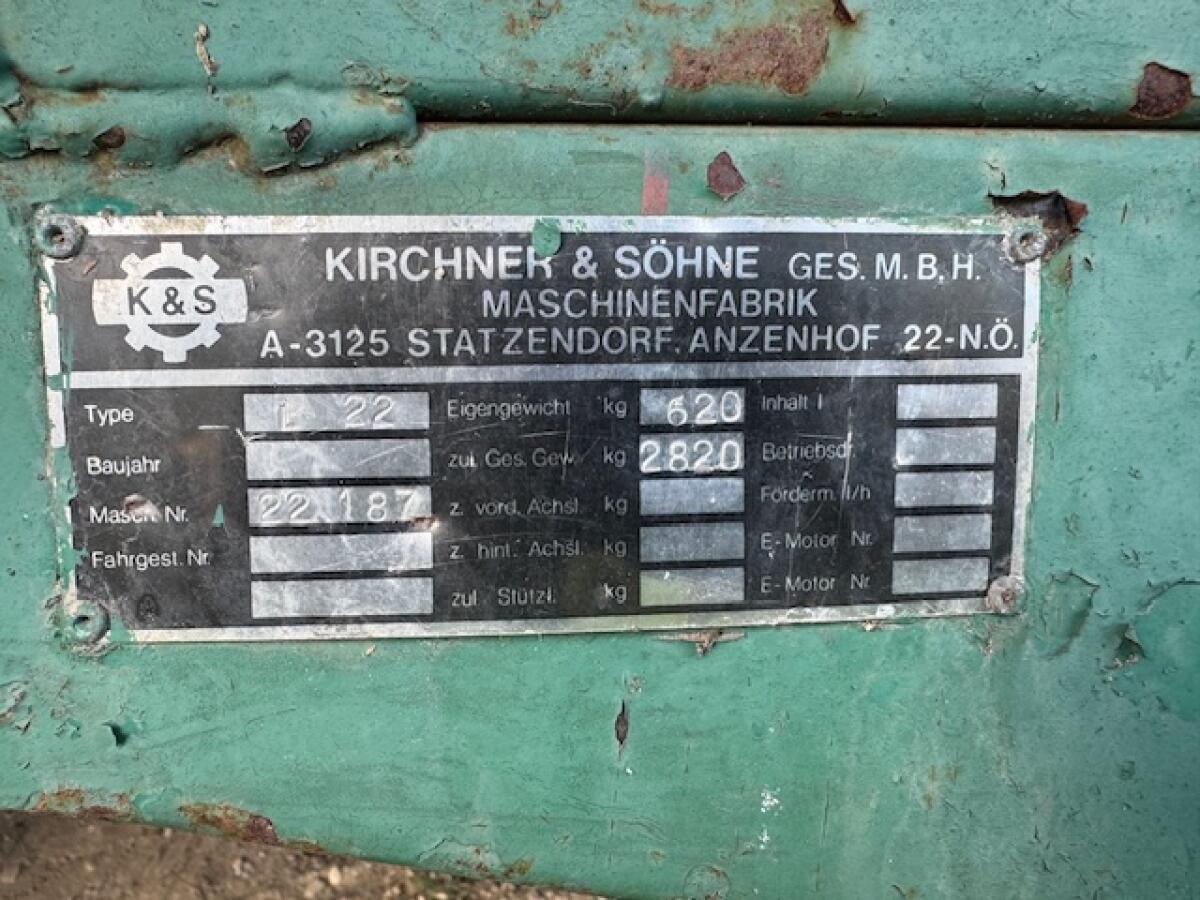 K & S
KIRCHNER & SÖHNE GES. M. B. H.
MASCHINENFABRIK
A-3125 STATZENDORF, ANZENHOF 22-N.Ö.
Type L 22 Eigengewicht kg 620 Inhalt l
Baujahr zul. Ges. Gew. kg 2820 Betriebsdr.
Masch. Nr. 22 187 z. vord. Achsl. kg Förderm. l/h
Fahrgest. Nr. z. hint. Achsl. kg E-Motor Nr.
zul. Stützl. kg E-Motor Nr.